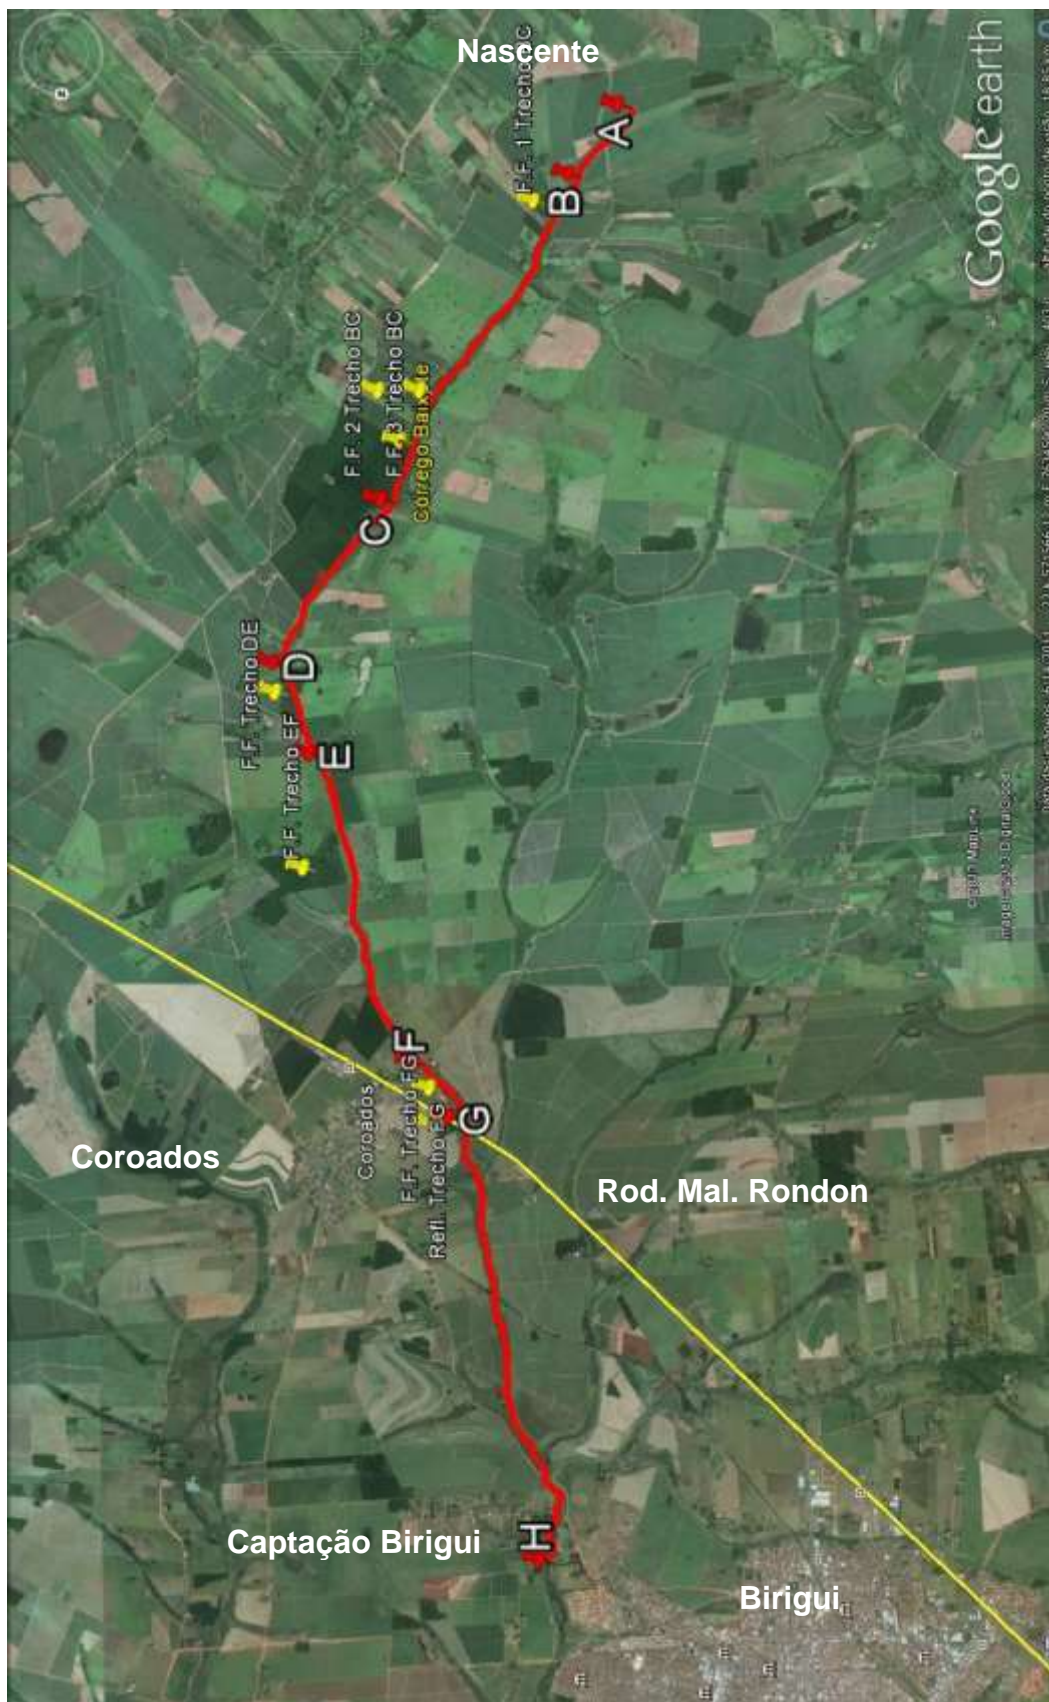 Nascente
F.F. 1 Trecho BC
A
B
F.F. 2 Trecho BC
F.F. 3 Trecho BC
Córrego Baixote
C
D
F.F. Trecho DE
E
F.F. Trecho EF
F
Coroados
F.F. Trecho FG
Refl. Trecho FG
G
Coroados
Rod. Mal. Rondon
H
Captação Birigui
Birigui
Google earth